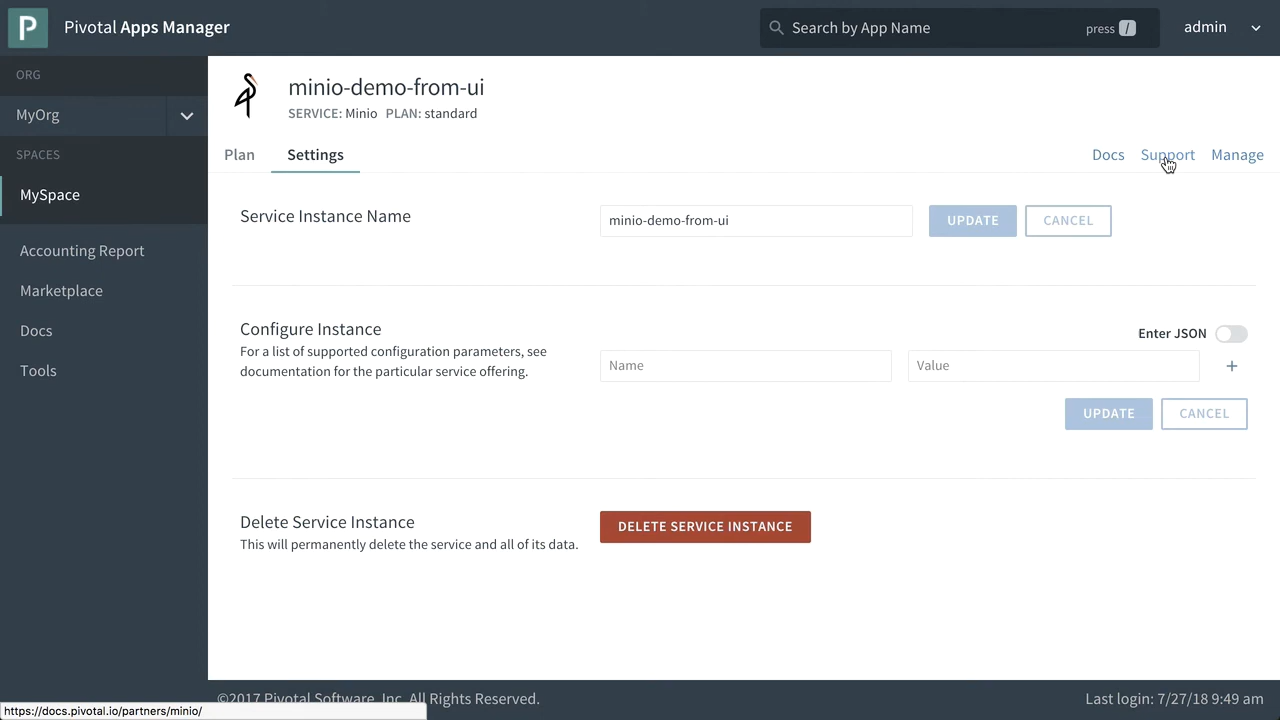 P
Pivotal Apps Manager
Search by App Name
press /
admin
ORG
MyOrg
SPACES
MySpace
Accounting Report
Marketplace
Docs
Tools
minio-demo-from-ui
SERVICE: Minio PLAN: standard
Plan
Settings
Docs
Support
Manage
Service Instance Name
minio-demo-from-ui
UPDATE
CANCEL
Configure Instance
For a list of supported configuration parameters, see
documentation for the particular service offering.
Enter JSON
Name
Value
+
UPDATE
CANCEL
Delete Service Instance
This will permanently delete the service and all of its data.
DELETE SERVICE INSTANCE
©2017 Pivotal Software, Inc. All Rights Reserved.
Last login: 7/27/18 9:49 am
https://docs.pivotal.io/partners/minio/